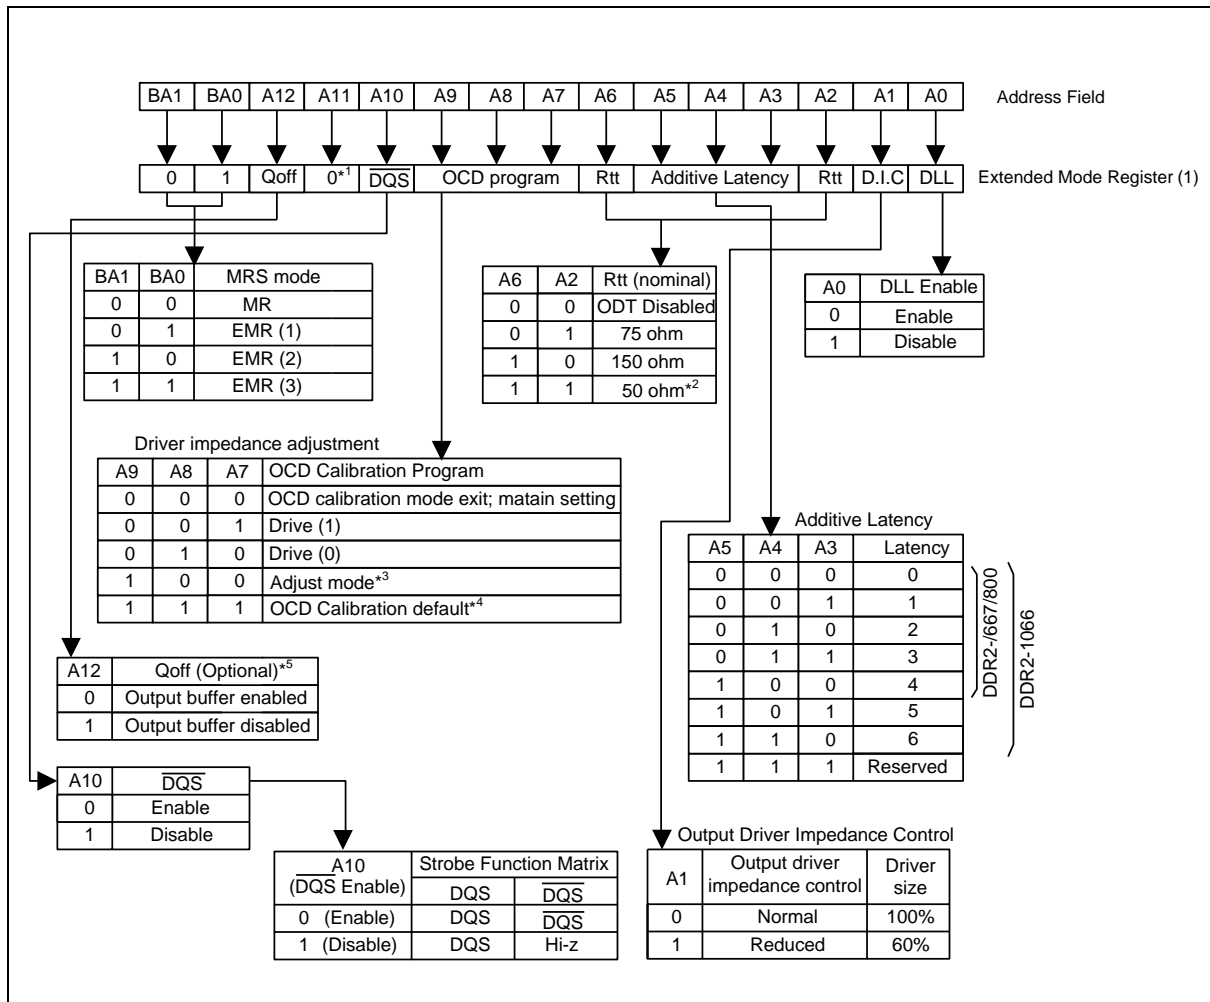 BA1 BA0 A12 A11 A10 A9 A8 A7 A6 A5 A4 A3 A2 A1 A0 Address Field
0 1 Qoff 0*1 DQS OCD program Rtt Additive Latency Rtt D.I.C DLL Extended Mode Register (1)
BA1 BA0 MRS mode
0 0 MR
0 1 EMR (1)
1 0 EMR (2)
1 1 EMR (3)
A6 A2 Rtt (nominal)
0 0 ODT Disabled
0 1 75 ohm
1 0 150 ohm
1 1 50 ohm*2
A0 DLL Enable
0 Enable
1 Disable
Driver impedance adjustment
A9 A8 A7 OCD Calibration Program
0 0 0 OCD calibration mode exit; matain setting
0 0 1 Drive (1)
0 1 0 Drive (0)
1 0 0 Adjust mode*3
1 1 1 OCD Calibration default*4
Additive Latency
A5 A4 A3 Latency
0 0 0 0
0 0 1 1
0 1 0 2
0 1 1 3
1 0 0 4
1 0 1 5
1 1 0 6
1 1 1 Reserved
DDR2-/667/800
DDR2-1066
A12 Qoff (Optional)*5
0 Output buffer enabled
1 Output buffer disabled
A10 DQS
0 Enable
1 Disable
A10 (DQS Enable) Strobe Function Matrix
DQS DQS
0 (Enable) DQS DQS
1 (Disable) DQS Hi-z
Output Driver Impedance Control
A1 Output driver impedance control Driver size
0 Normal 100%
1 Reduced 60%